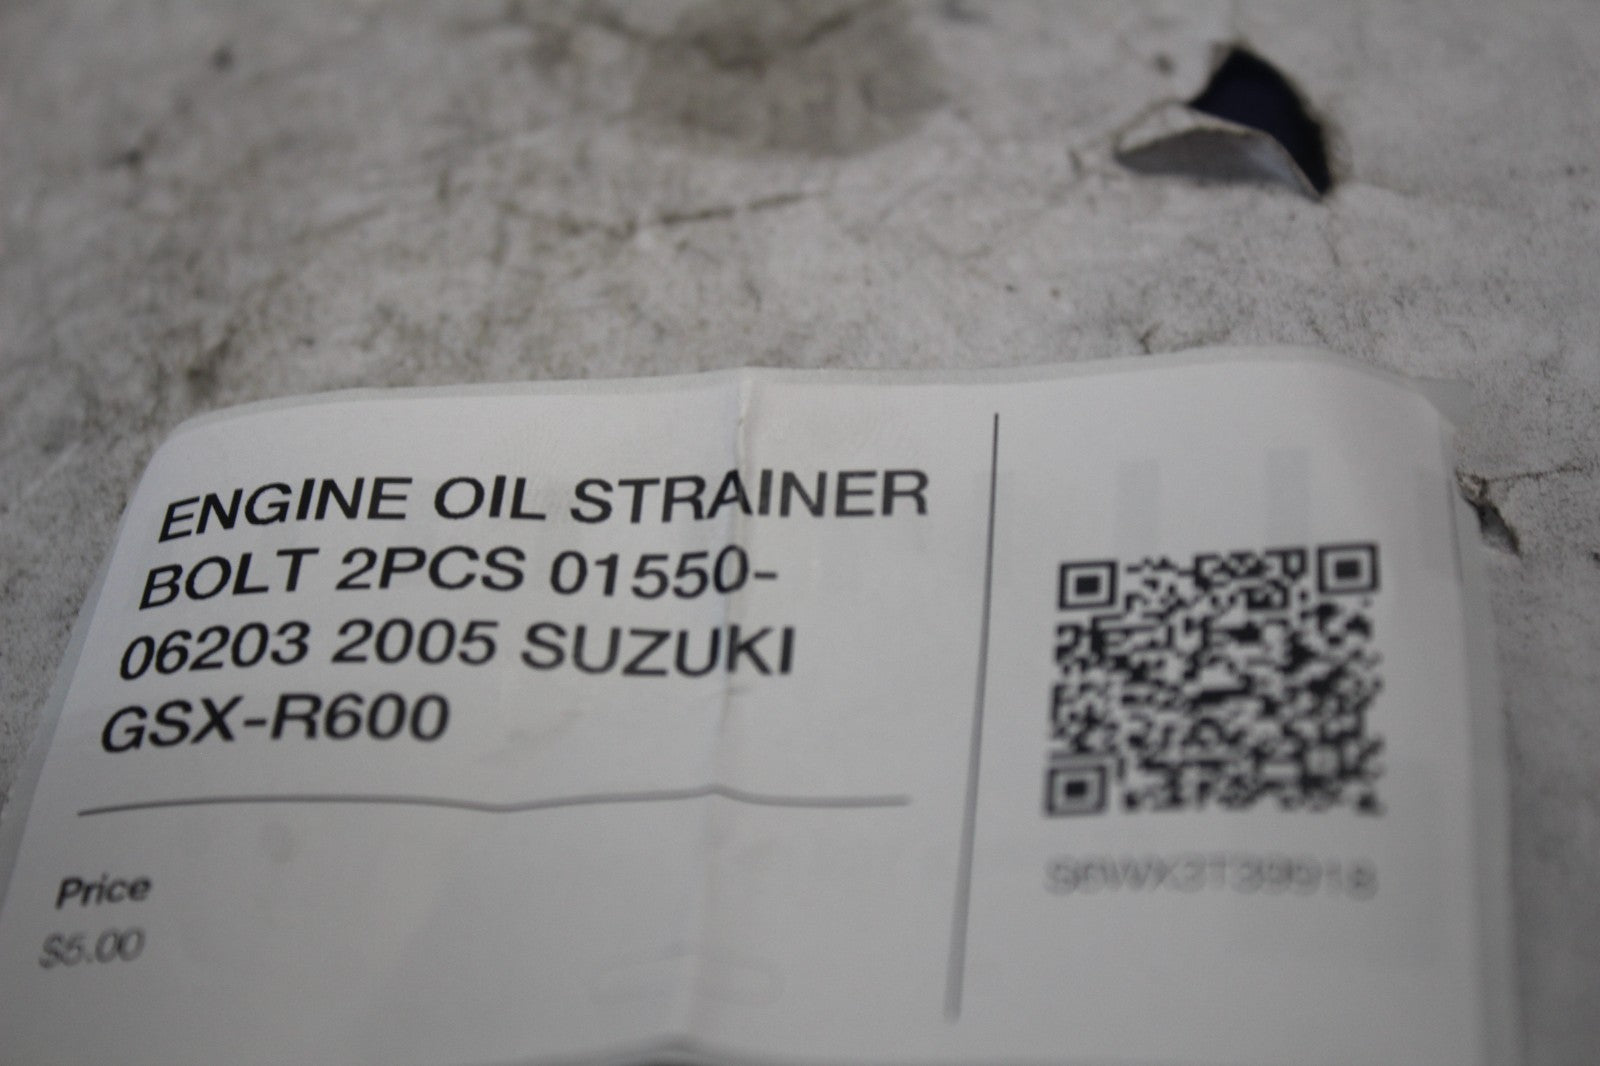 ENGINE OIL STRAINER
BOLT 2PCS 01550-
06203 2005 SUZUKI
GSX-R600
Price
$5.00